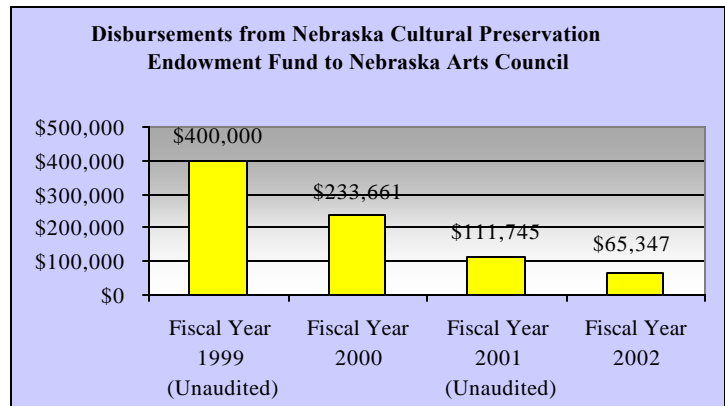 Disbursements from Nebraska Cultural Preservation
Endowment Fund to Nebraska Arts Council
$500,000
$400,000
$300,000
$200,000
$100,000
$0
$400,000
$233,661
$111,745
$65,347
Fiscal Year
1999
(Unaudited)
Fiscal Year
2000
Fiscal Year
2001
(Unaudited)
Fiscal Year
2002